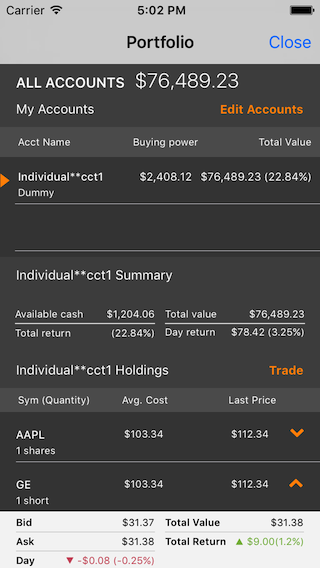 Carrier 5:02 PM
Portfolio Close
ALL ACCOUNTS $76,489.23
My Accounts Edit Accounts
Acct Name Buying power Total Value
Individual**cct1 $2,408.12 $76,489.23 (22.84%)
Dummy
Individual**cct1 Summary
Available cash $1,204.06 Total value $76,489.23
Total return (22.84%) Day return $78.42 (3.25%)
Individual**cct1 Holdings Trade
Sym (Quantity) Avg. Cost Last Price
AAPL $103.34 $112.34
1 shares
GE $103.34 $112.34
1 short
Bid $31.37 Total Value $31.38
Ask $31.38 Total Return ▲ $9.00(1.2%)
Day ▼ -$0.08 (-0.25%)